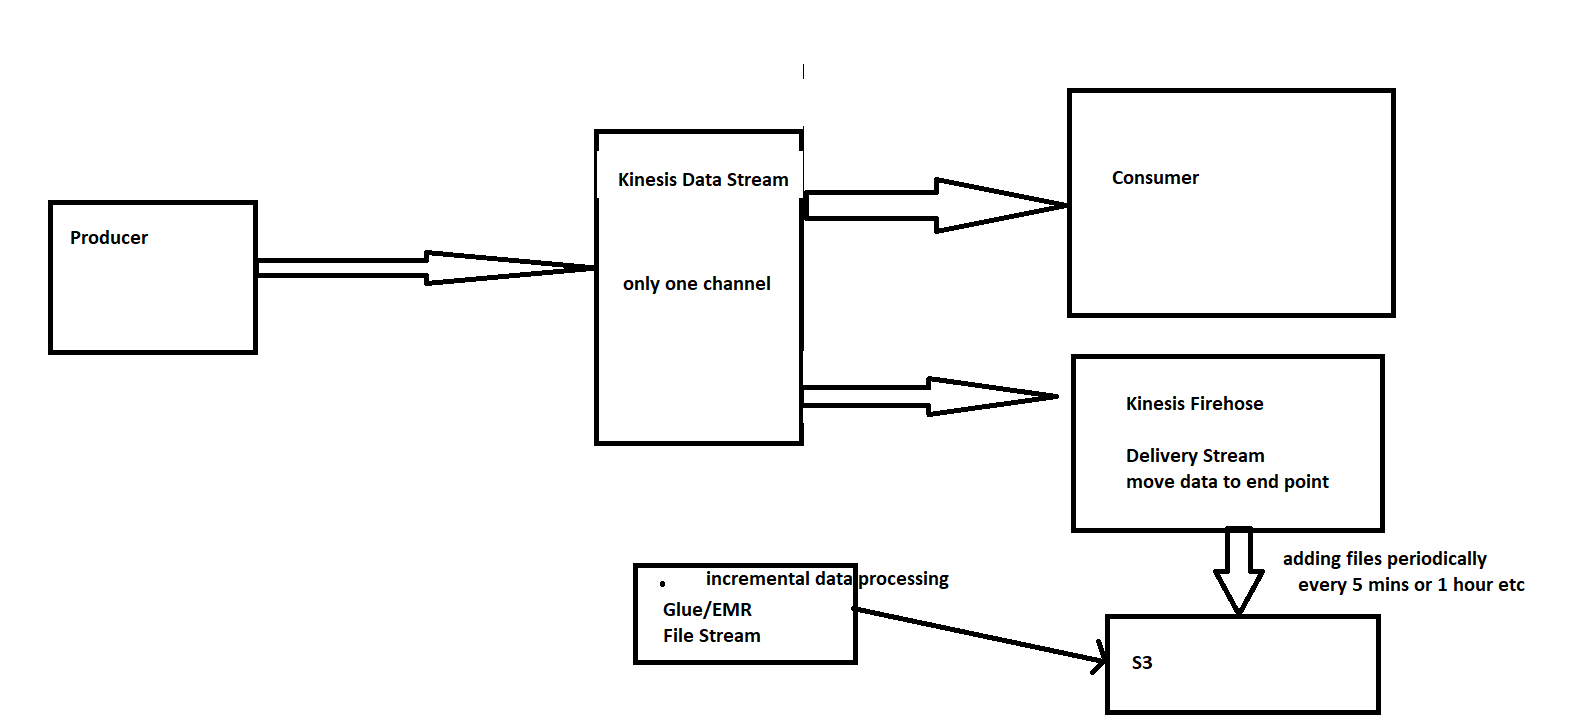 Producer
Kinesis Data Stream
only one channel
Consumer
Kinesis Firehose
Delivery Stream
move data to end point
adding files periodically
every 5 mins or 1 hour etc
incremental data processing
Glue/EMR
File Stream
S3